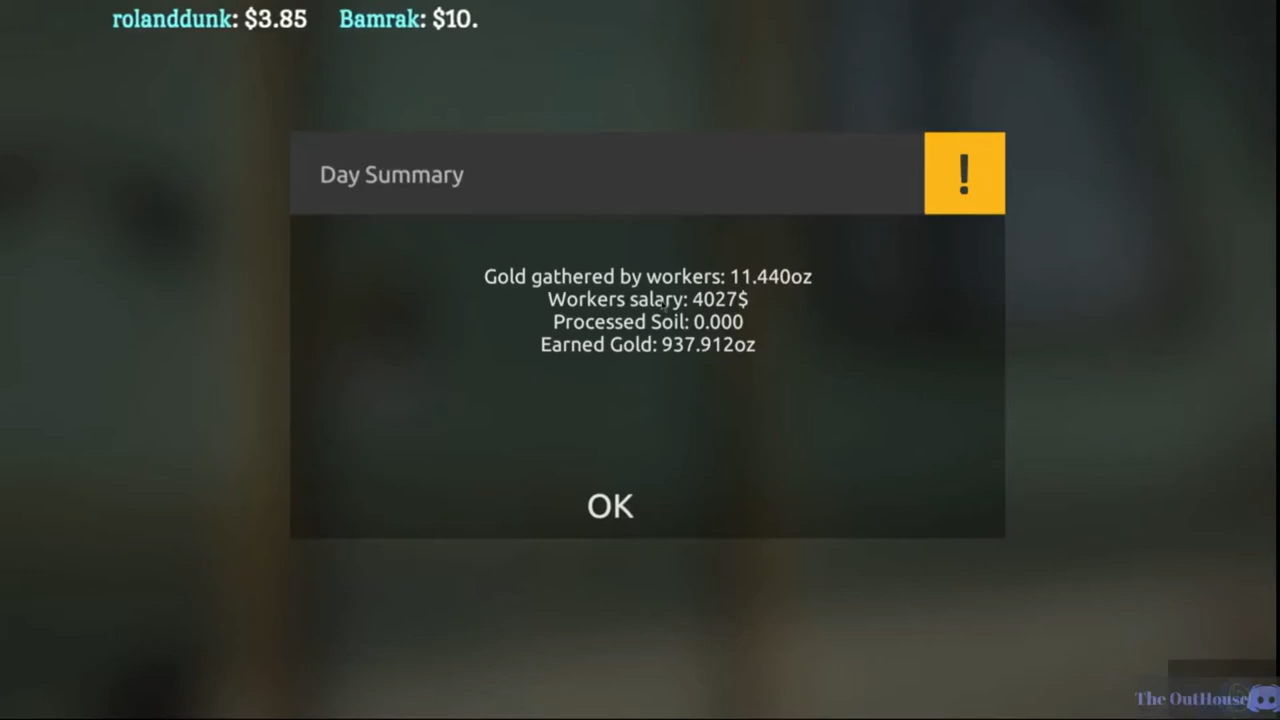 rolanddunk: $3.85 Bamrak: $10.
Day Summary
!
Gold gathered by workers: 11.440oz
Workers salary: 4027$
Processed Soil: 0.000
Earned Gold: 937.912oz
OK
The OutHouse